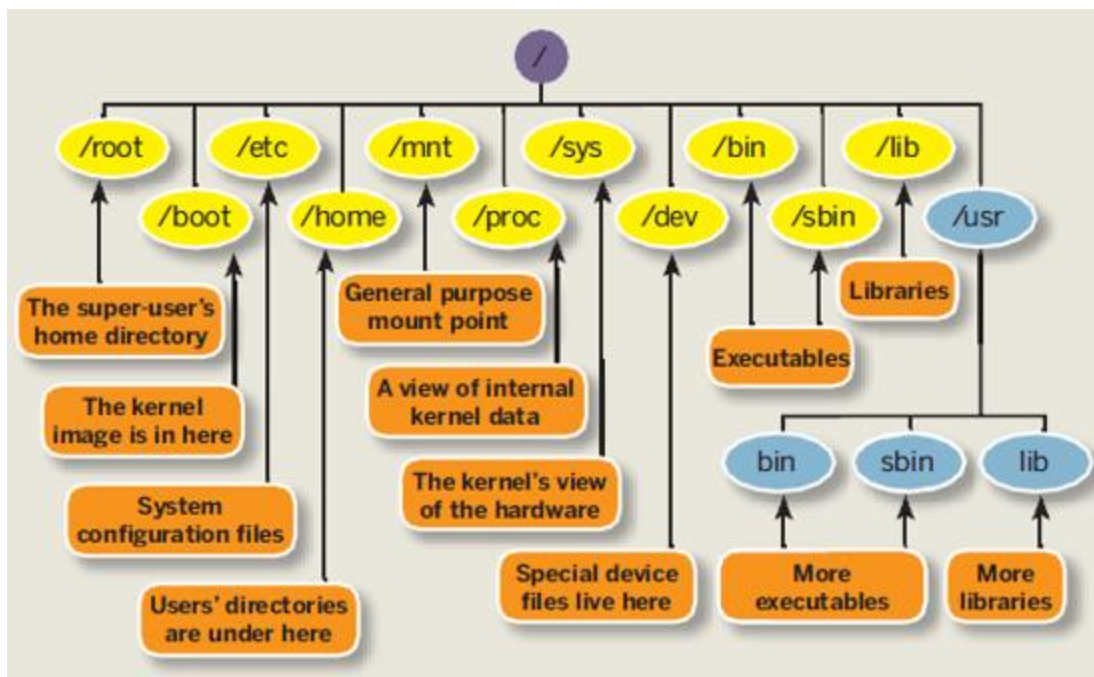 /
/root
/etc
/mnt
/sys
/bin
/lib
/boot
/home
/proc
/dev
/sbin
/usr
The super-user's
home directory
General purpose
mount point
Libraries
Executables
The kernel
image is in here
A view of internal
kernel data
bin
sbin
lib
System
configuration files
The kernel's view
of the hardware
Users' directories
are under here
Special device
files live here
More
executables
More
libraries